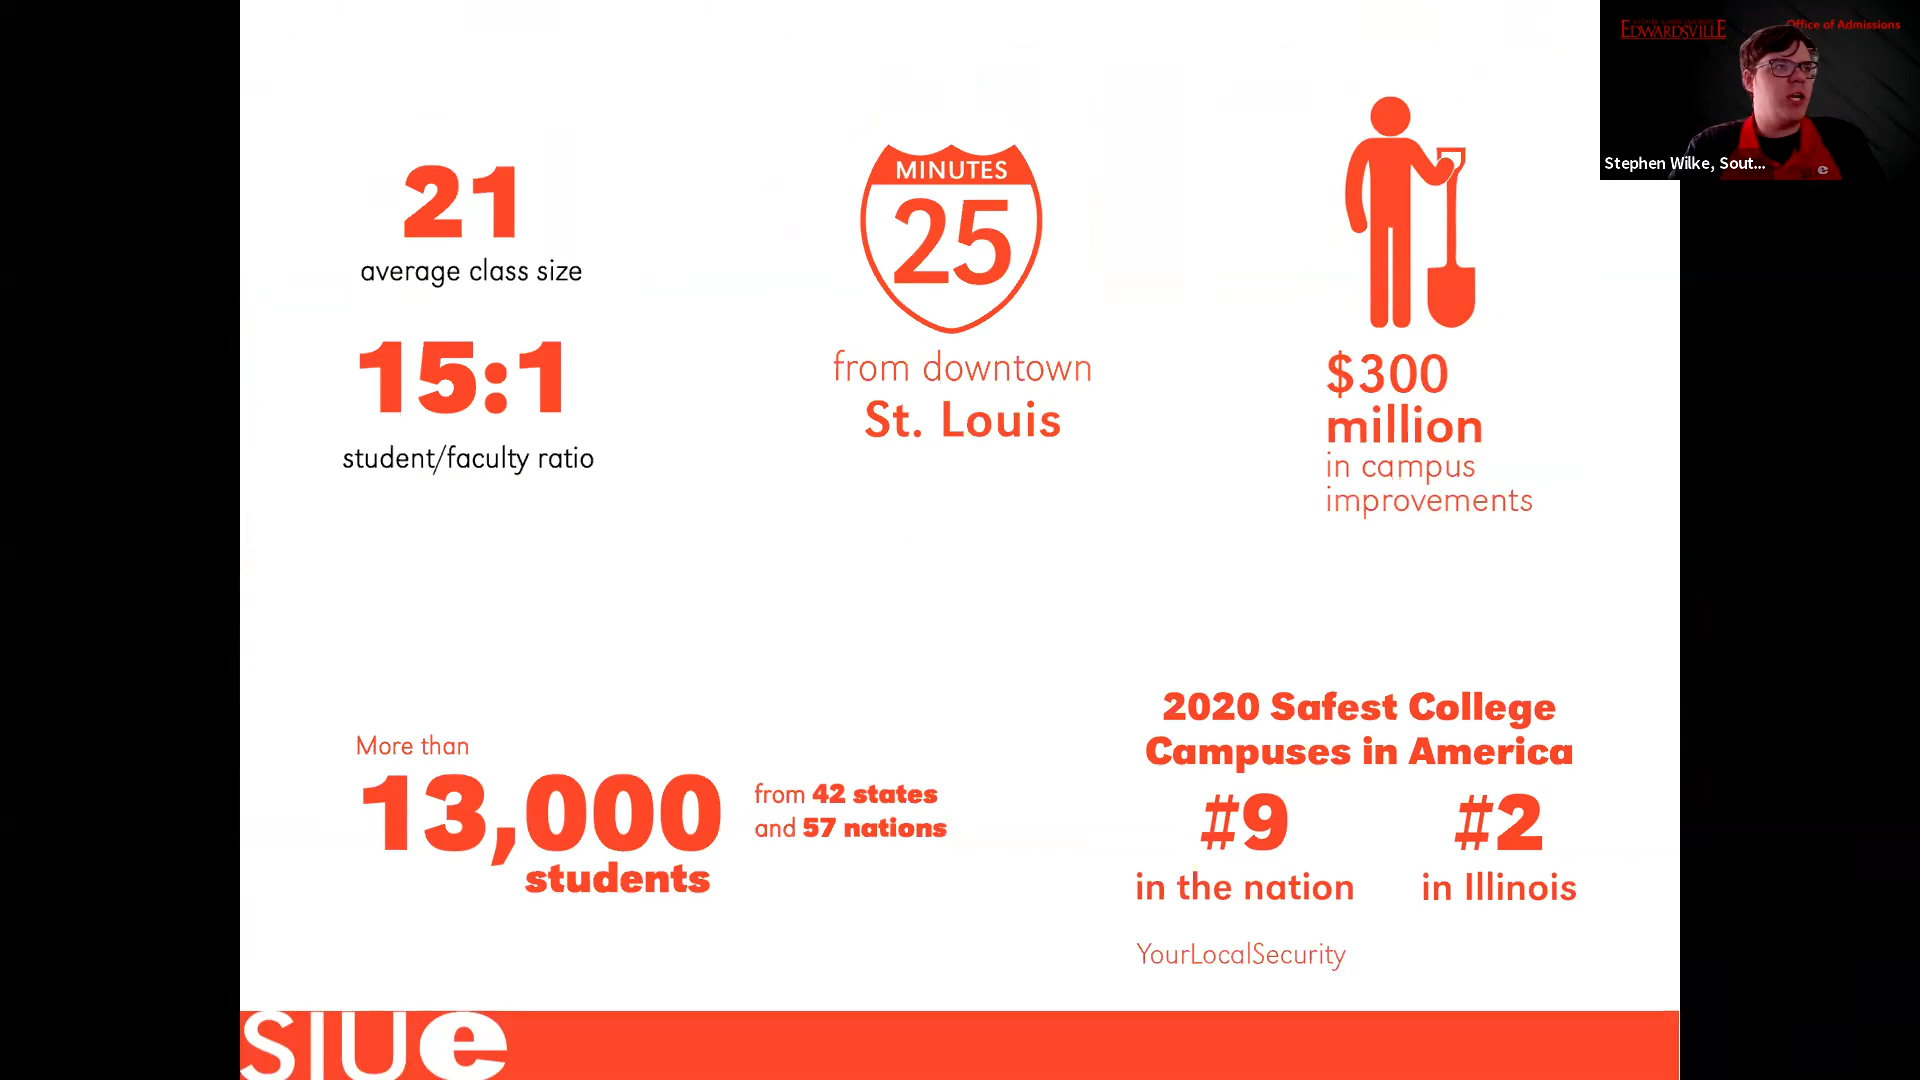 21
average class size
15:1
student/faculty ratio
MINUTES
25
from downtown
St. Louis
$300
million
in campus
improvements
More than
13,000
students
from 42 states
and 57 nations
2020 Safest College
Campuses in America
#9
in the nation
#2
in Illinois
YourLocalSecurity
SIUe
EDWARDSVILLE
Office of Admissions
Stephen Wilke, Sout...